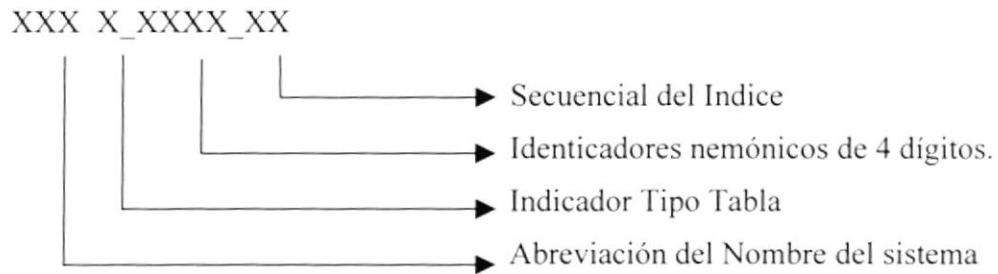 XXX X_XXXX_XX
Secuencial del Indice
Identicadores nemónicos de 4 dígitos.
Indicador Tipo Tabla
Abreviación del Nombre del sistema